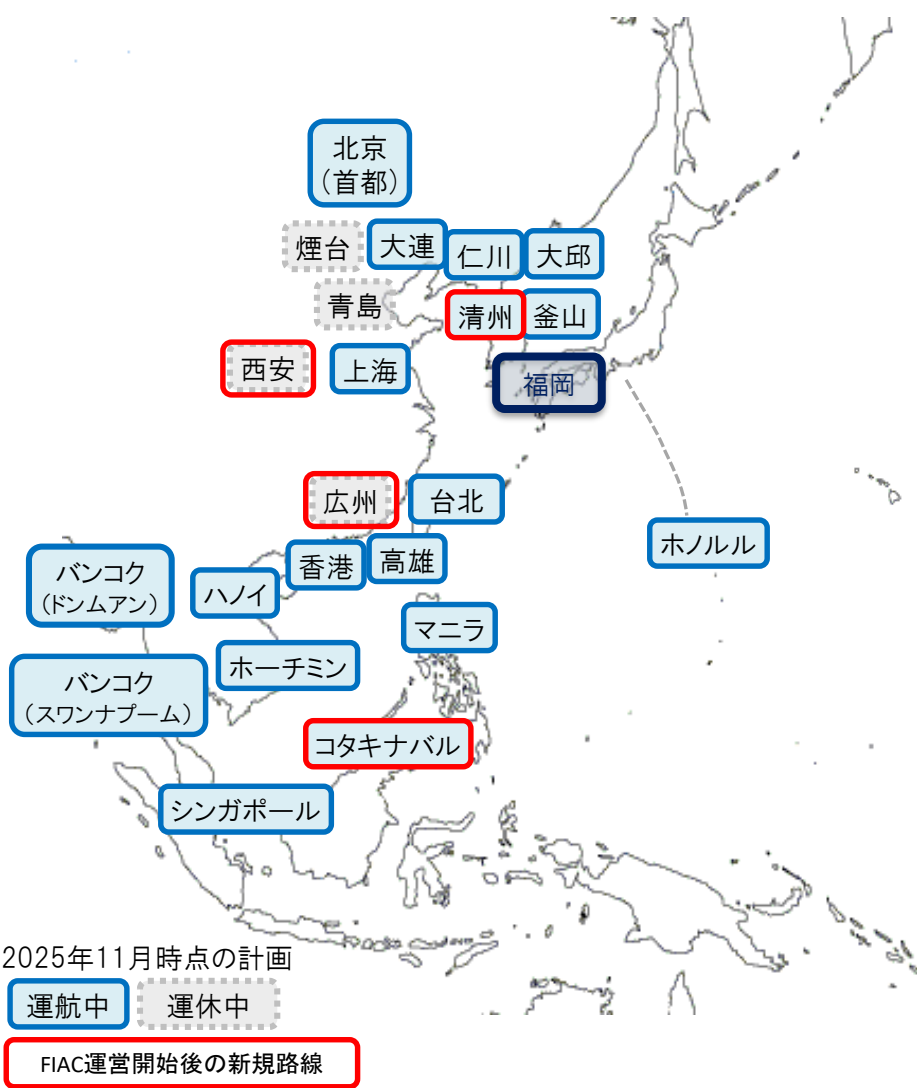 北京
（首都）
煙台
大連
仁川
大邱
青島
清州
釜山
西安
上海
福岡
広州
台北
ホノルル
バンコク
（ドンムアン）
ハノイ
香港
高雄
マニラ
バンコク
（スワンナプーム）
ホーチミン
コタキナバル
シンガポール
2025年11月時点の計画
運航中
運休中
FIAC運営開始後の新規路線